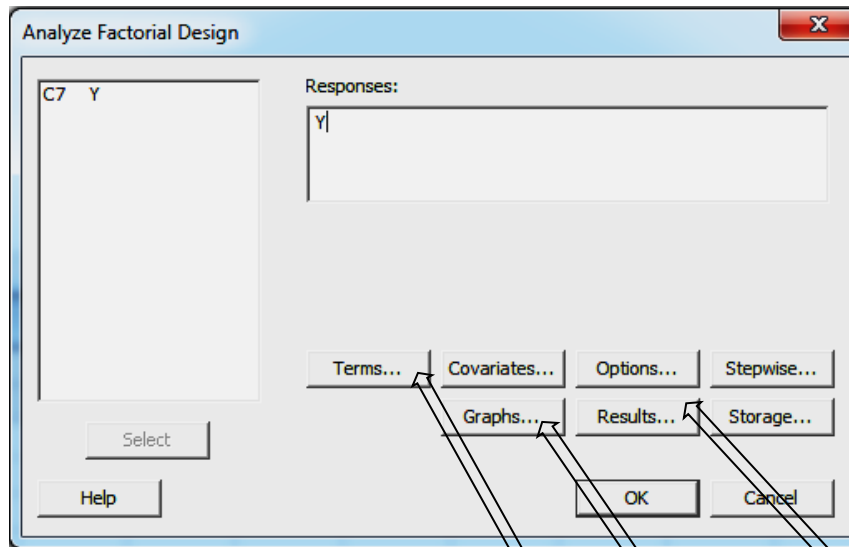 Analyze Factorial Design
C7 Y
Responses:
Y
Terms... Covariates... Options... Stepwise...
Graphs... Results... Storage...
Select
Help OK Cancel